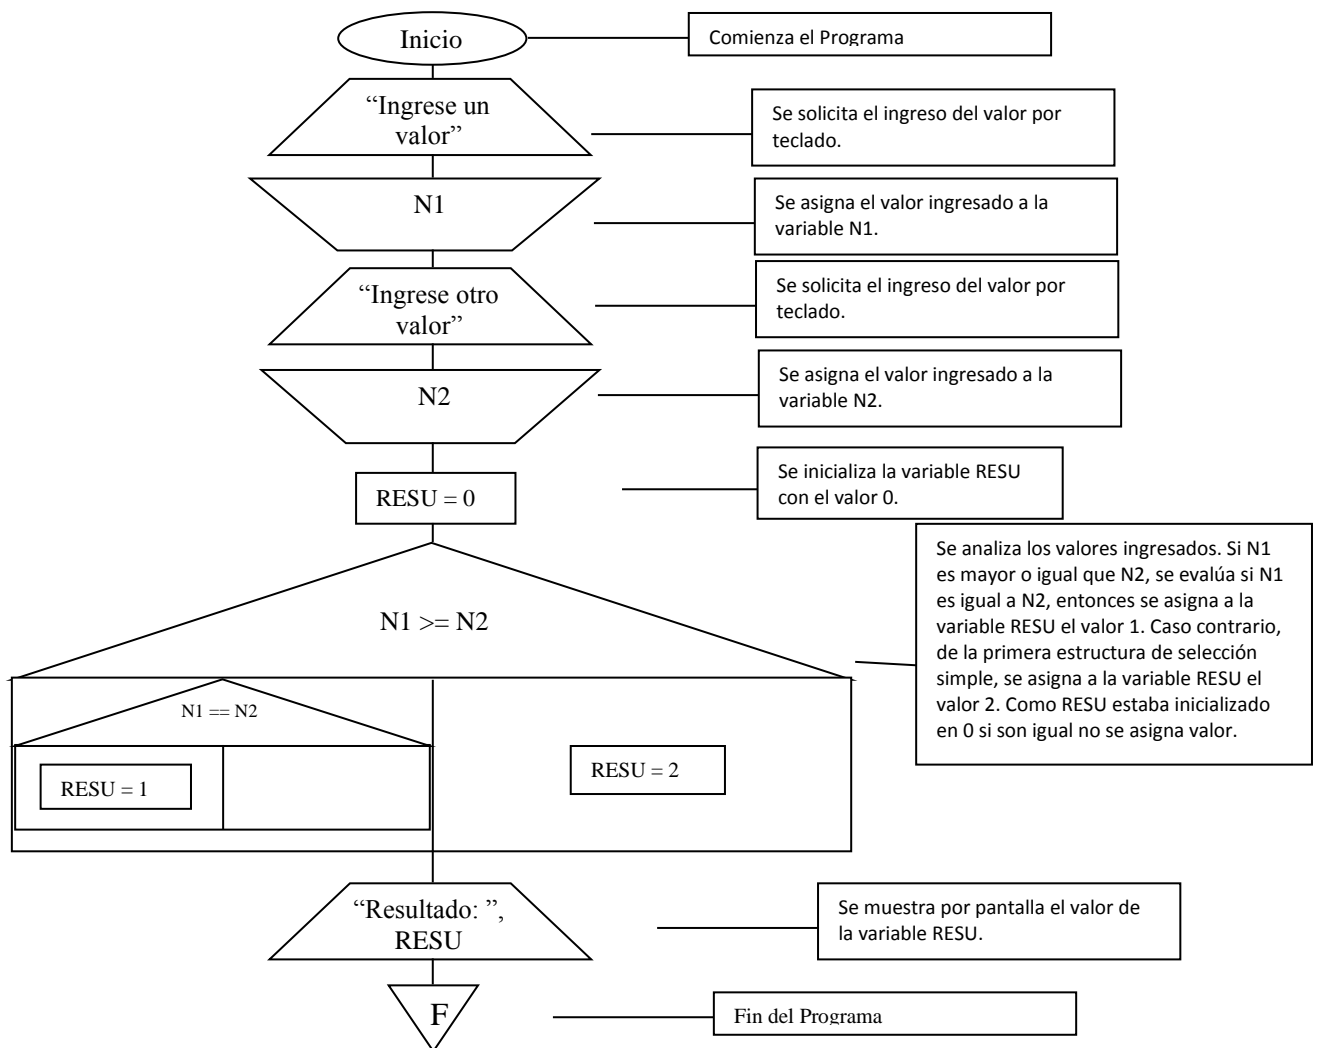 Inicio
Comienza el Programa
“Ingrese un
valor”
Se solicita el ingreso del valor por
teclado.
N1
Se asigna el valor ingresado a la
variable N1.
“Ingrese otro
valor”
Se solicita el ingreso del valor por
teclado.
N2
Se asigna el valor ingresado a la
variable N2.
RESU = 0
Se inicializa la variable RESU
con el valor 0.
N1 >= N2
Se analiza los valores ingresados. Si N1
es mayor o igual que N2, se evalúa si N1
es igual a N2, entonces se asigna a la
variable RESU el valor 1. Caso contrario,
de la primera estructura de selección
simple, se asigna a la variable RESU el
valor 2. Como RESU estaba inicializado
en 0 si son igual no se asigna valor.
N1 == N2
RESU = 1
RESU = 2
“Resultado: ”,
RESU
Se muestra por pantalla el valor de
la variable RESU.
F
Fin del Programa